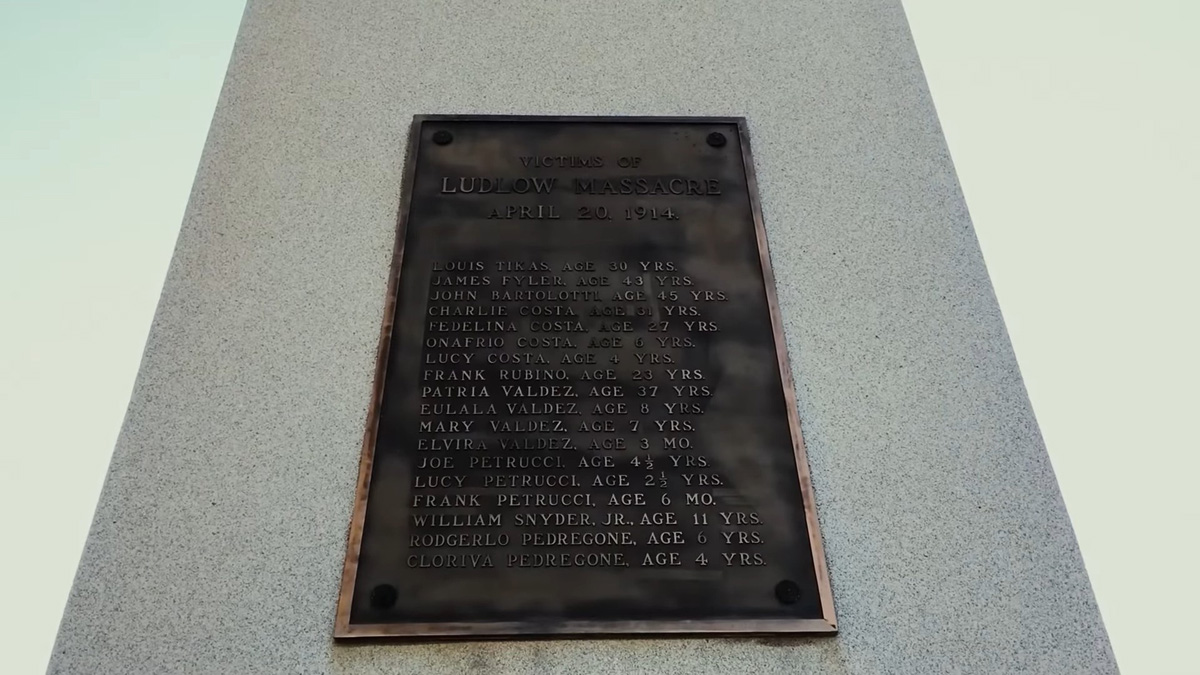 VICTIMS OF
LUDLOW MASSACRE
APRIL 20, 1914.
LOUIS TIKAS, AGE 30 YRS.
JAMES FYLER, AGE 43 YRS.
JOHN BARTOLOTTI, AGE 45 YRS.
CHARLIE COSTA, AGE 31 YRS.
FEDELINA COSTA, AGE 27 YRS.
ONAFRIO COSTA, AGE 6 YRS.
LUCY COSTA, AGE 4 YRS.
FRANK RUBINO, AGE 23 YRS.
PATRIA VALDEZ, AGE 37 YRS.
EULALA VALDEZ, AGE 8 YRS.
MARY VALDEZ, AGE 7 YRS.
ELVIRA VALDEZ, AGE 3 MO.
JOE PETRUCCI, AGE 4½ YRS.
LUCY PETRUCCI, AGE 2½ YRS.
FRANK PETRUCCI, AGE 6 MO.
WILLIAM SNYDER, JR., AGE 11 YRS.
RODGERLO PEDREGONE, AGE 6 YRS.
CLORIVA PEDREGONE, AGE 4 YRS.